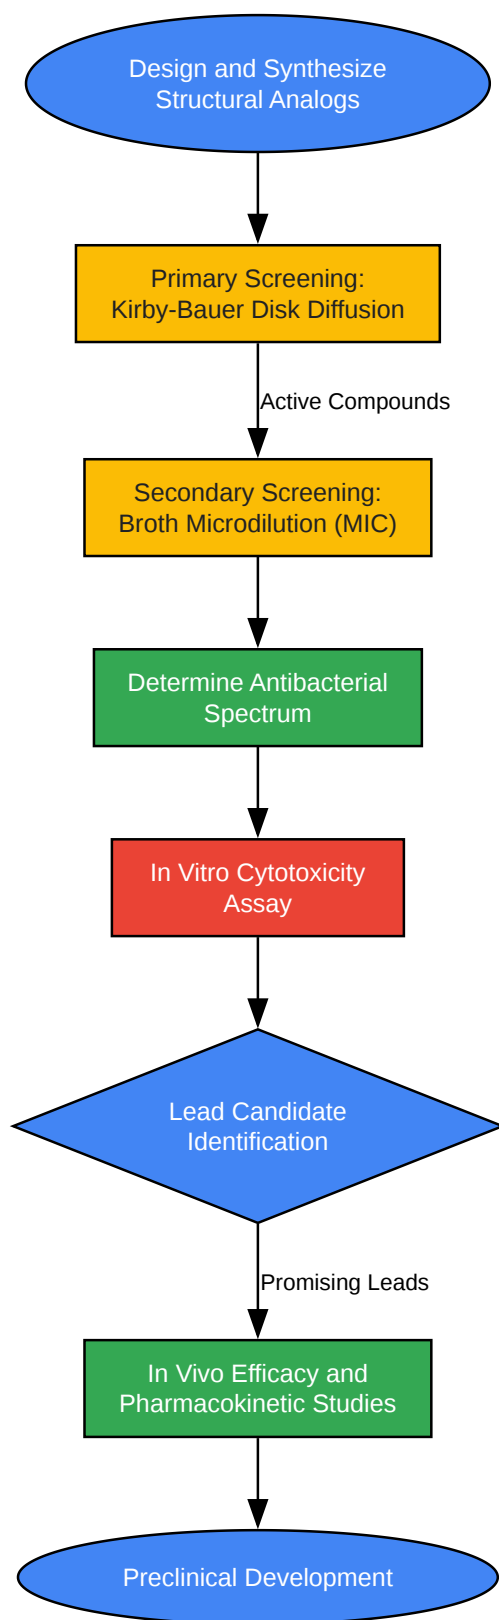 Design and Synthesize
Structural Analogs
Primary Screening:
Kirby-Bauer Disk Diffusion
Active Compounds
Secondary Screening:
Broth Microdilution (MIC)
Determine Antibacterial
Spectrum
In Vitro Cytotoxicity
Assay
Lead Candidate
Identification
Promising Leads
In Vivo Efficacy and
Pharmacokinetic Studies
Preclinical Development